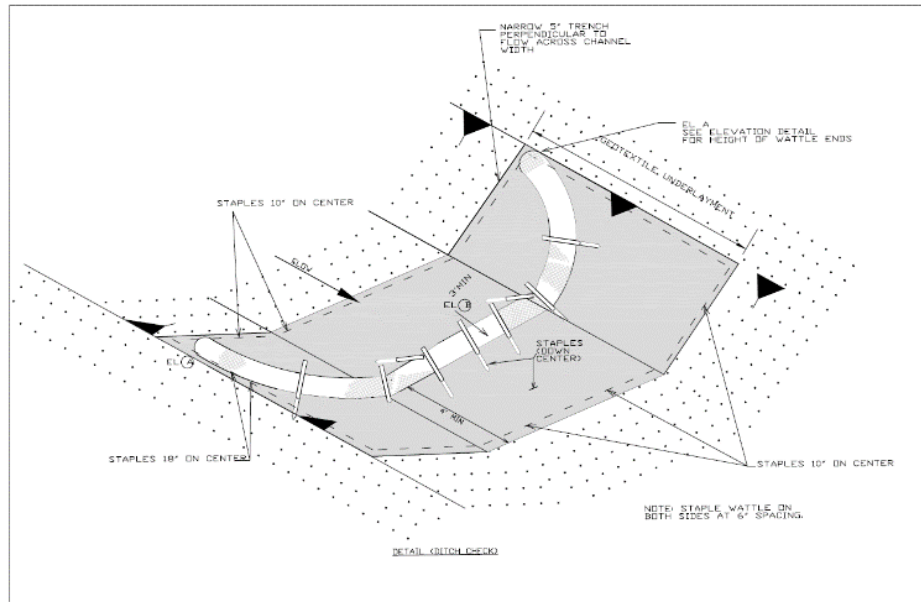 NARROW 5" TRENCH
PERPENDICULAR TO
FLOW ACROSS CHANNEL
WIDTH
EL A
SEE ELEVATION DETAIL
FOR HEIGHT OF WATTLE ENDS
GEOTEXTILE, UNDERLAYMENT
STAPLES 10" ON CENTER
FLOW
3' MIN
EL B
STAPLES
(DOWN
CENTER)
EL A
4' MIN
STAPLES 18" ON CENTER
STAPLES 10" ON CENTER
NOTE: STAPLE WATTLE ON
BOTH SIDES AT 6" SPACING.
DETAIL (DITCH CHECK)